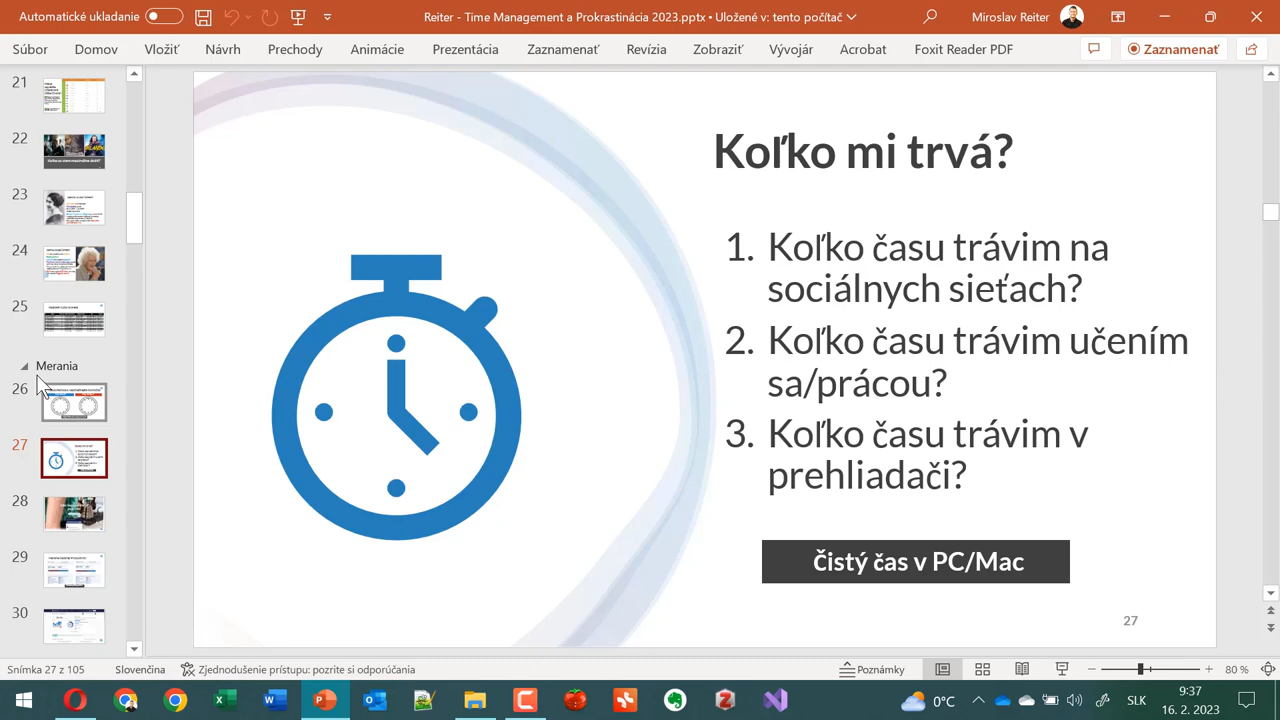 Automatické ukladanie
Reiter - Time Management a Prokrastinácia 2023.pptx • Uložené v: tento počítač
Miroslav Reiter
Súbor Domov Vložiť Návrh Prechody Animácie Prezentácia Zaznamenať Revízia Zobraziť Vývojár Acrobat Foxit Reader PDF
Zaznamenať
21
22
23
24
25
Merania
26
27
28
29
30
Koľko mi trvá?
1. Koľko času trávim na
sociálnych sieťach?
2. Koľko času trávim učením
sa/prácou?
3. Koľko času trávim v
prehliadači?
Čistý čas v PC/Mac
27
Snímka 27 z 105 Slovenčina Zjednodušenie prístupu: pozrite si odporúčania
Poznámky
80 %
0°C
SLK
9:37
16. 2. 2023